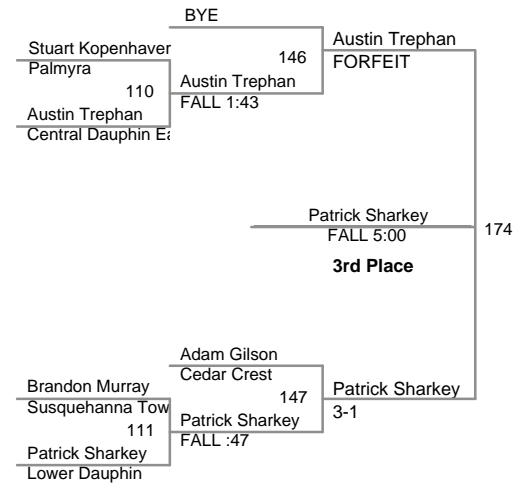 BYE
Stuart Kopenhaver
Palmyra
146
Austin Trephan
FORFEIT
110
Austin Trephan
FALL 1:43
Austin Trephan
Central Dauphin Ea
Patrick Sharkey
FALL 5:00
174
3rd Place
Adam Gilson
Cedar Crest
Brandon Murray
Susquehanna Tow
147
Patrick Sharkey
3-1
111
Patrick Sharkey
FALL :47
Patrick Sharkey
Lower Dauphin